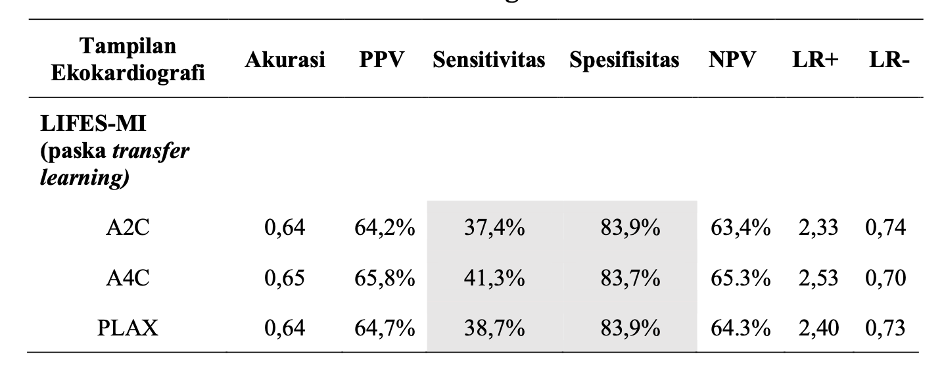 Tampilan Ekokardiografi Akurasi PPV Sensitivitas Spesifisitas NPV LR+ LR-
LIFES-MI
(paska transfer
learning)
A2C 0,64 64,2% 37,4% 83,9% 63,4% 2,33 0,74
A4C 0,65 65,8% 41,3% 83,7% 65.3% 2,53 0,70
PLAX 0,64 64,7% 38,7% 83,9% 64.3% 2,40 0,73